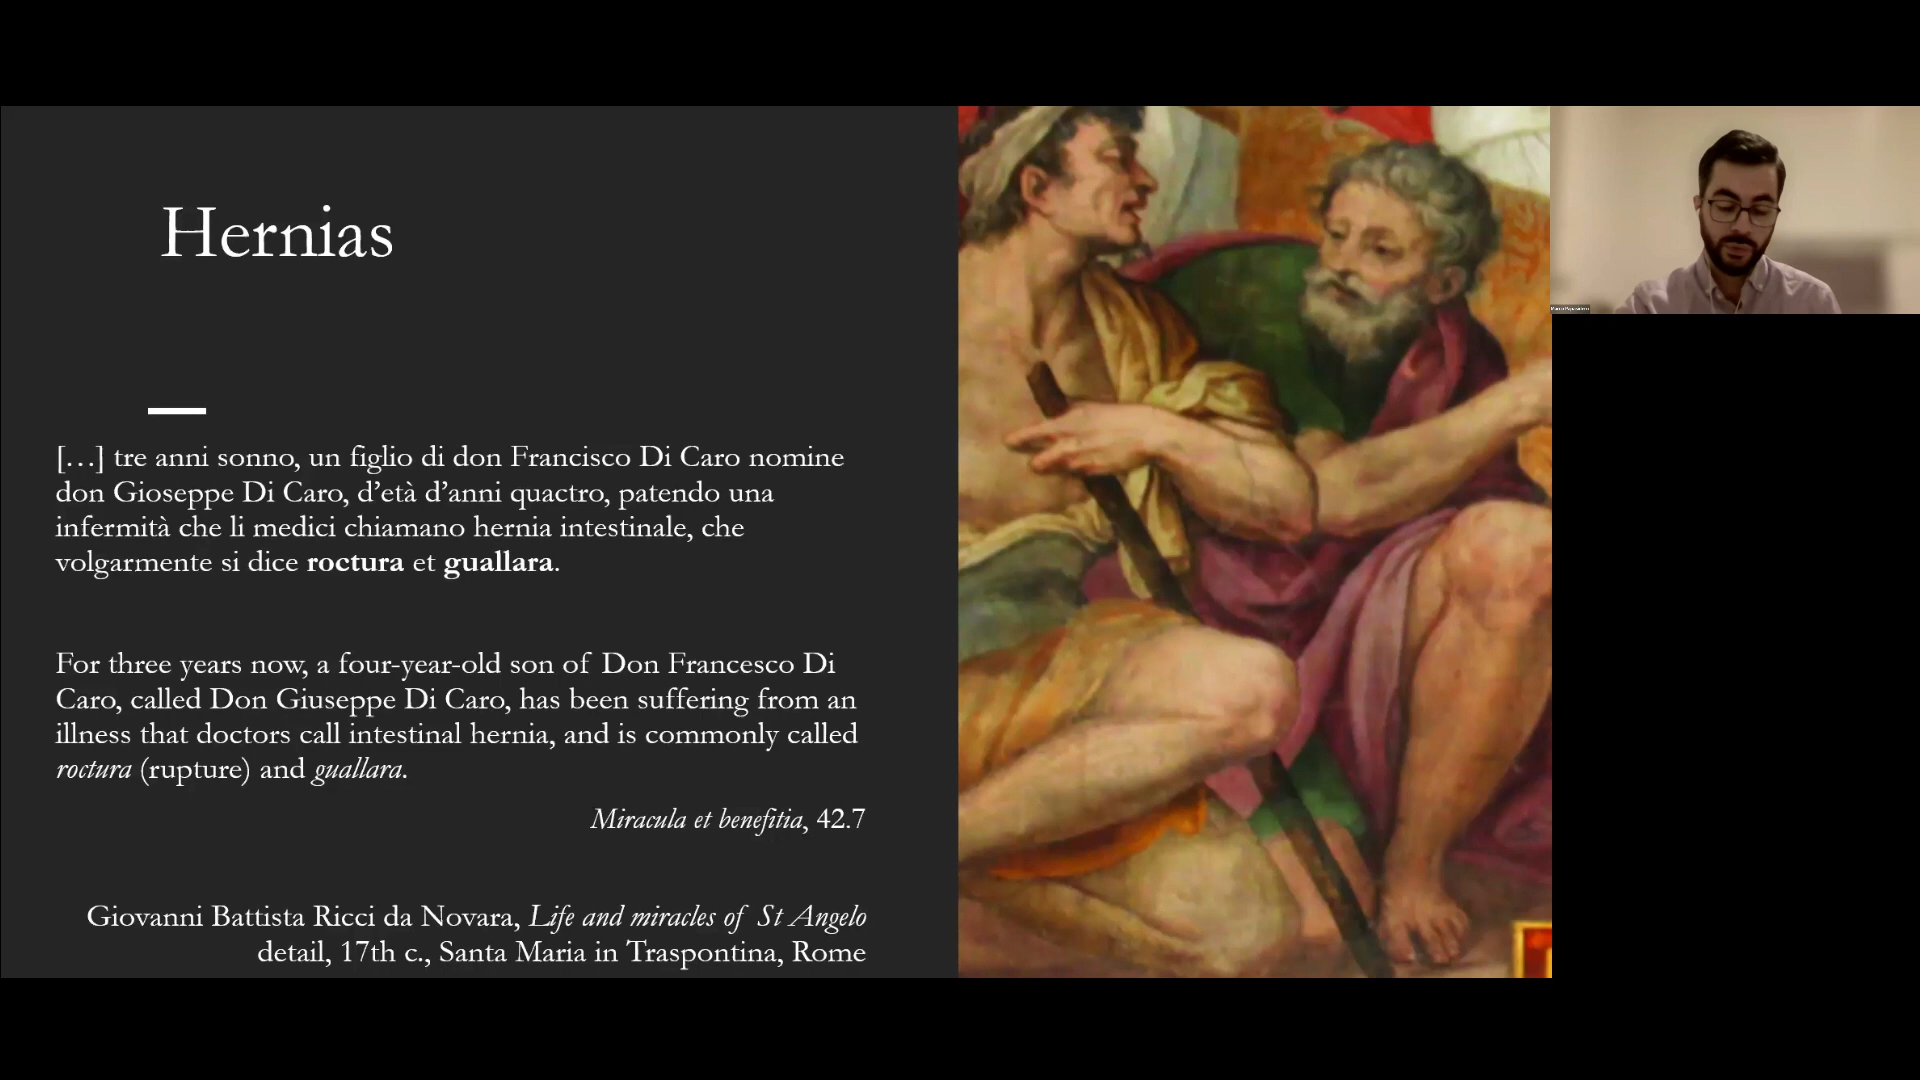 Hernias
[…] tre anni sonno, un figlio di don Francisco Di Caro nomine
don Gioseppe Di Caro, d’età d’anni quactro, patendo una
infermità che li medici chiamano hernia intestinale, che
volgarmente si dice roctura et guallara.
For three years now, a four-year-old son of Don Francesco Di
Caro, called Don Giuseppe Di Caro, has been suffering from an
illness that doctors call intestinal hernia, and is commonly called
roctura (rupture) and guallara.
Miracula et benefitia, 42.7
Giovanni Battista Ricci da Novara, Life and miracles of St Angelo
detail, 17th c., Santa Maria in Traspontina, Rome